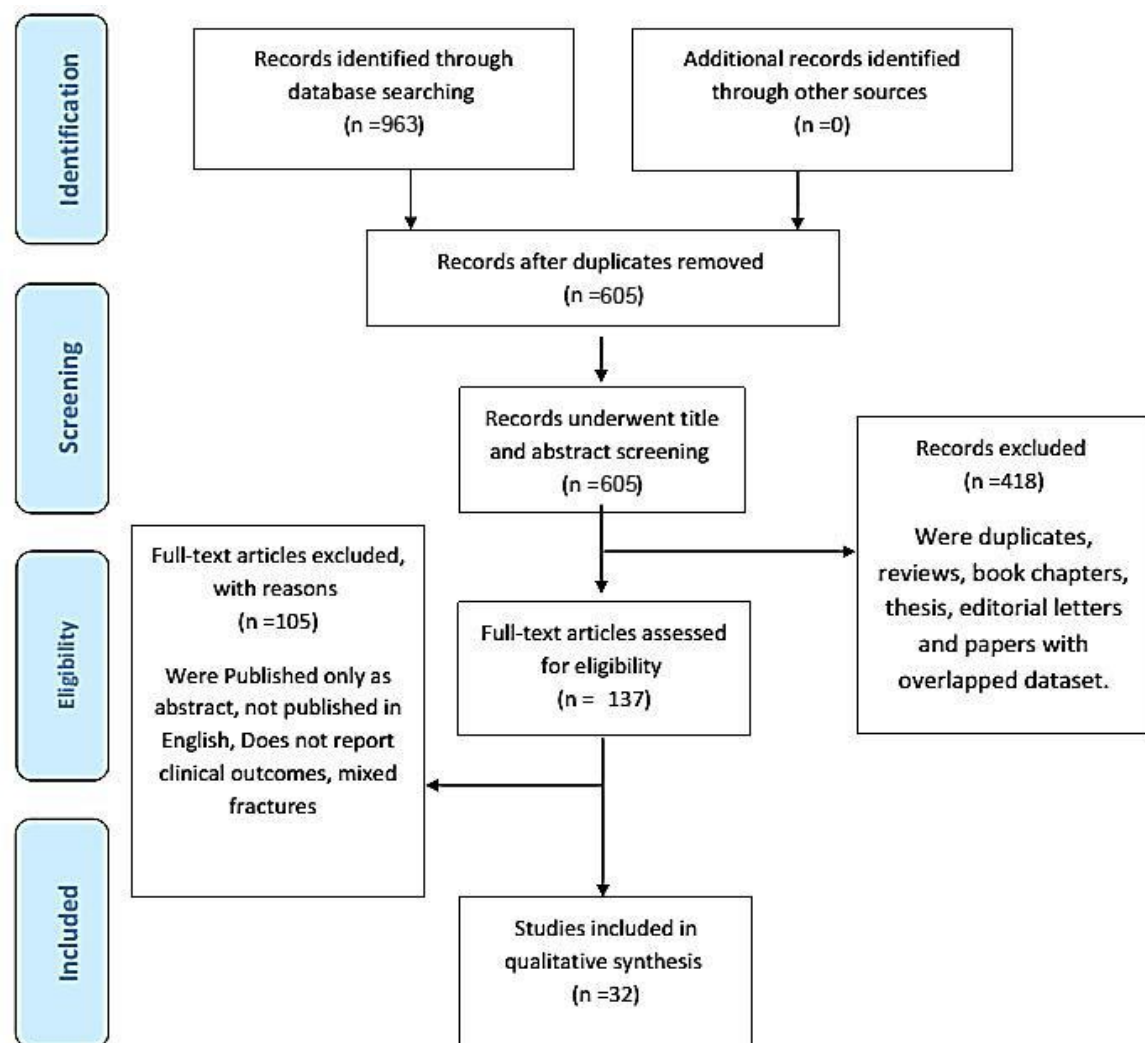 Identification
Records identified through
database searching
(n =963)
Additional records identified
through other sources
(n =0)
Records after duplicates removed
(n =605)
Screening
Records underwent title
and abstract screening
(n =605)
Records excluded
(n =418)
Were duplicates,
reviews, book chapters,
thesis, editorial letters
and papers with
overlapped dataset.
Eligibility
Full-text articles excluded,
with reasons
(n =105)
Were Published only as
abstract, not published in
English, Does not report
clinical outcomes, mixed
fractures
Full-text articles assessed
for eligibility
(n = 137)
Included
Studies included in
qualitative synthesis
(n =32)